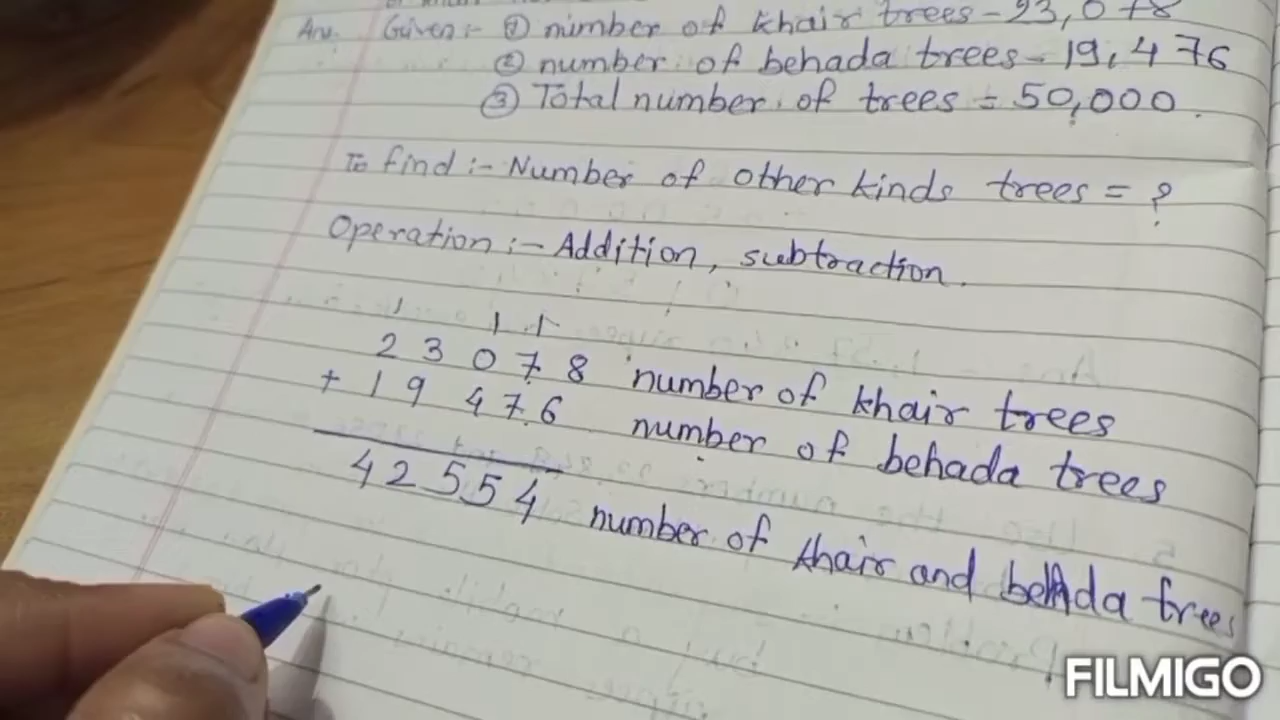 Ans. Given :- ① number of khair trees - 23,078
② number of behada trees - 19,476
③ Total number of trees = 50,000.
To find :- Number of other kinds trees = ?
Operation :- Addition, subtraction.
1 1 1
2 3 0 7 8 number of khair trees
+ 1 9 4 7 6 number of behada trees
4 2 5 5 4 number of khair and behada trees
FILMIGO